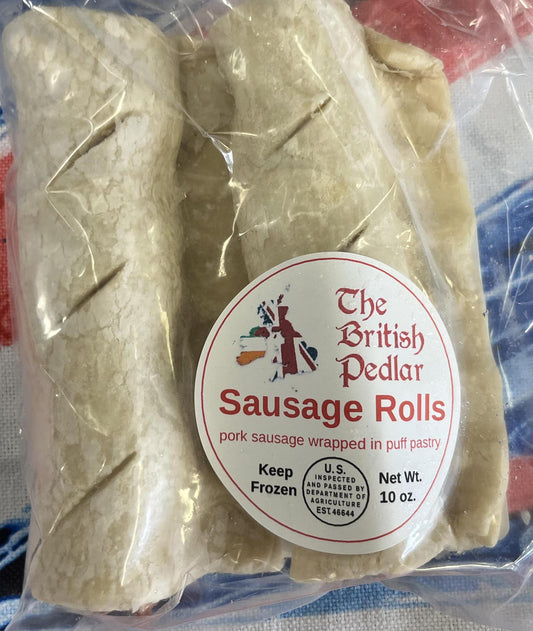 The
British
Pedlar
Sausage Rolls
pork sausage wrapped in puff pastry
Keep
Frozen
U.S.
INSPECTED
AND PASSED BY
DEPARTMENT OF
AGRICULTURE
EST.46644
Net Wt.
10 oz.